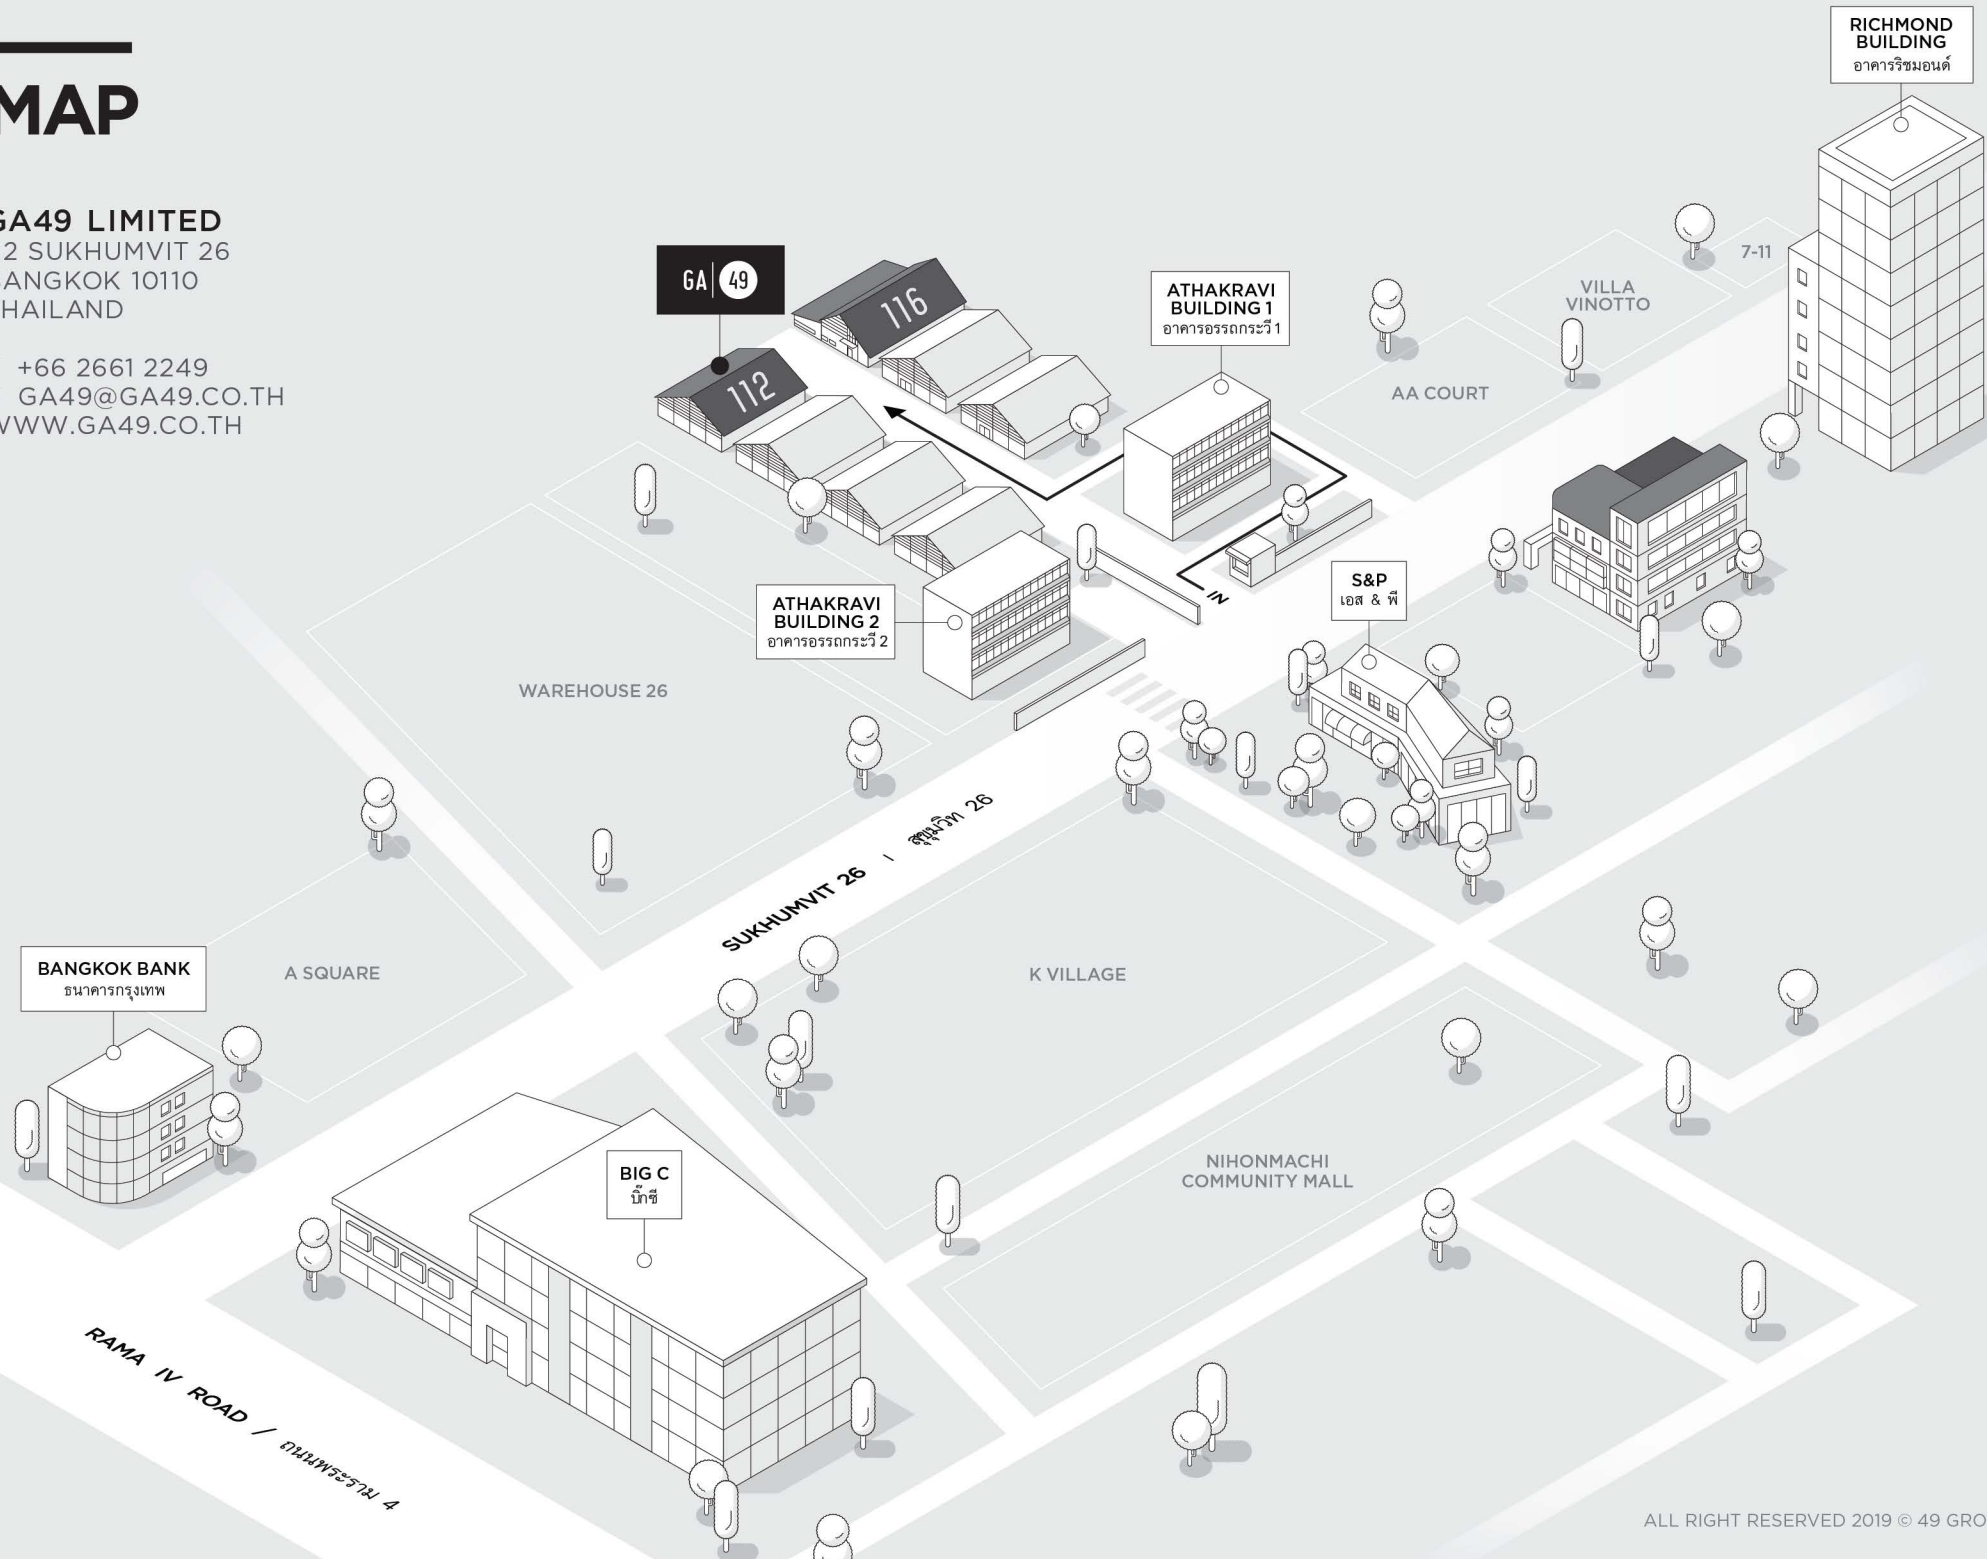 MAP
GA49 LIMITED
2 SUKHUMVIT 26
BANGKOK 10110
THAILAND
+66 2661 2249
GA49@GA49.CO.TH
WWW.GA49.CO.TH
RICHMOND
BUILDING
อาคารริชมอนด์
7-11
VILLA
VINOTTO
GA 49
116
112
ATHAKRAVI
BUILDING 1
อาคารอรรถกระวี 1
AA COURT
IN
S&P
เอส & พี
ATHAKRAVI
BUILDING 2
อาคารอรรถกระวี 2
WAREHOUSE 26
SUKHUMVIT 26 | สุขุมวิท 26
BANGKOK BANK
ธนาคารกรุงเทพ
A SQUARE
K VILLAGE
BIG C
บิ๊กซี
NIHONMACHI
COMMUNITY MALL
RAMA IV ROAD / ถนนพระราม 4
ALL RIGHT RESERVED 2019 © 49 GRO